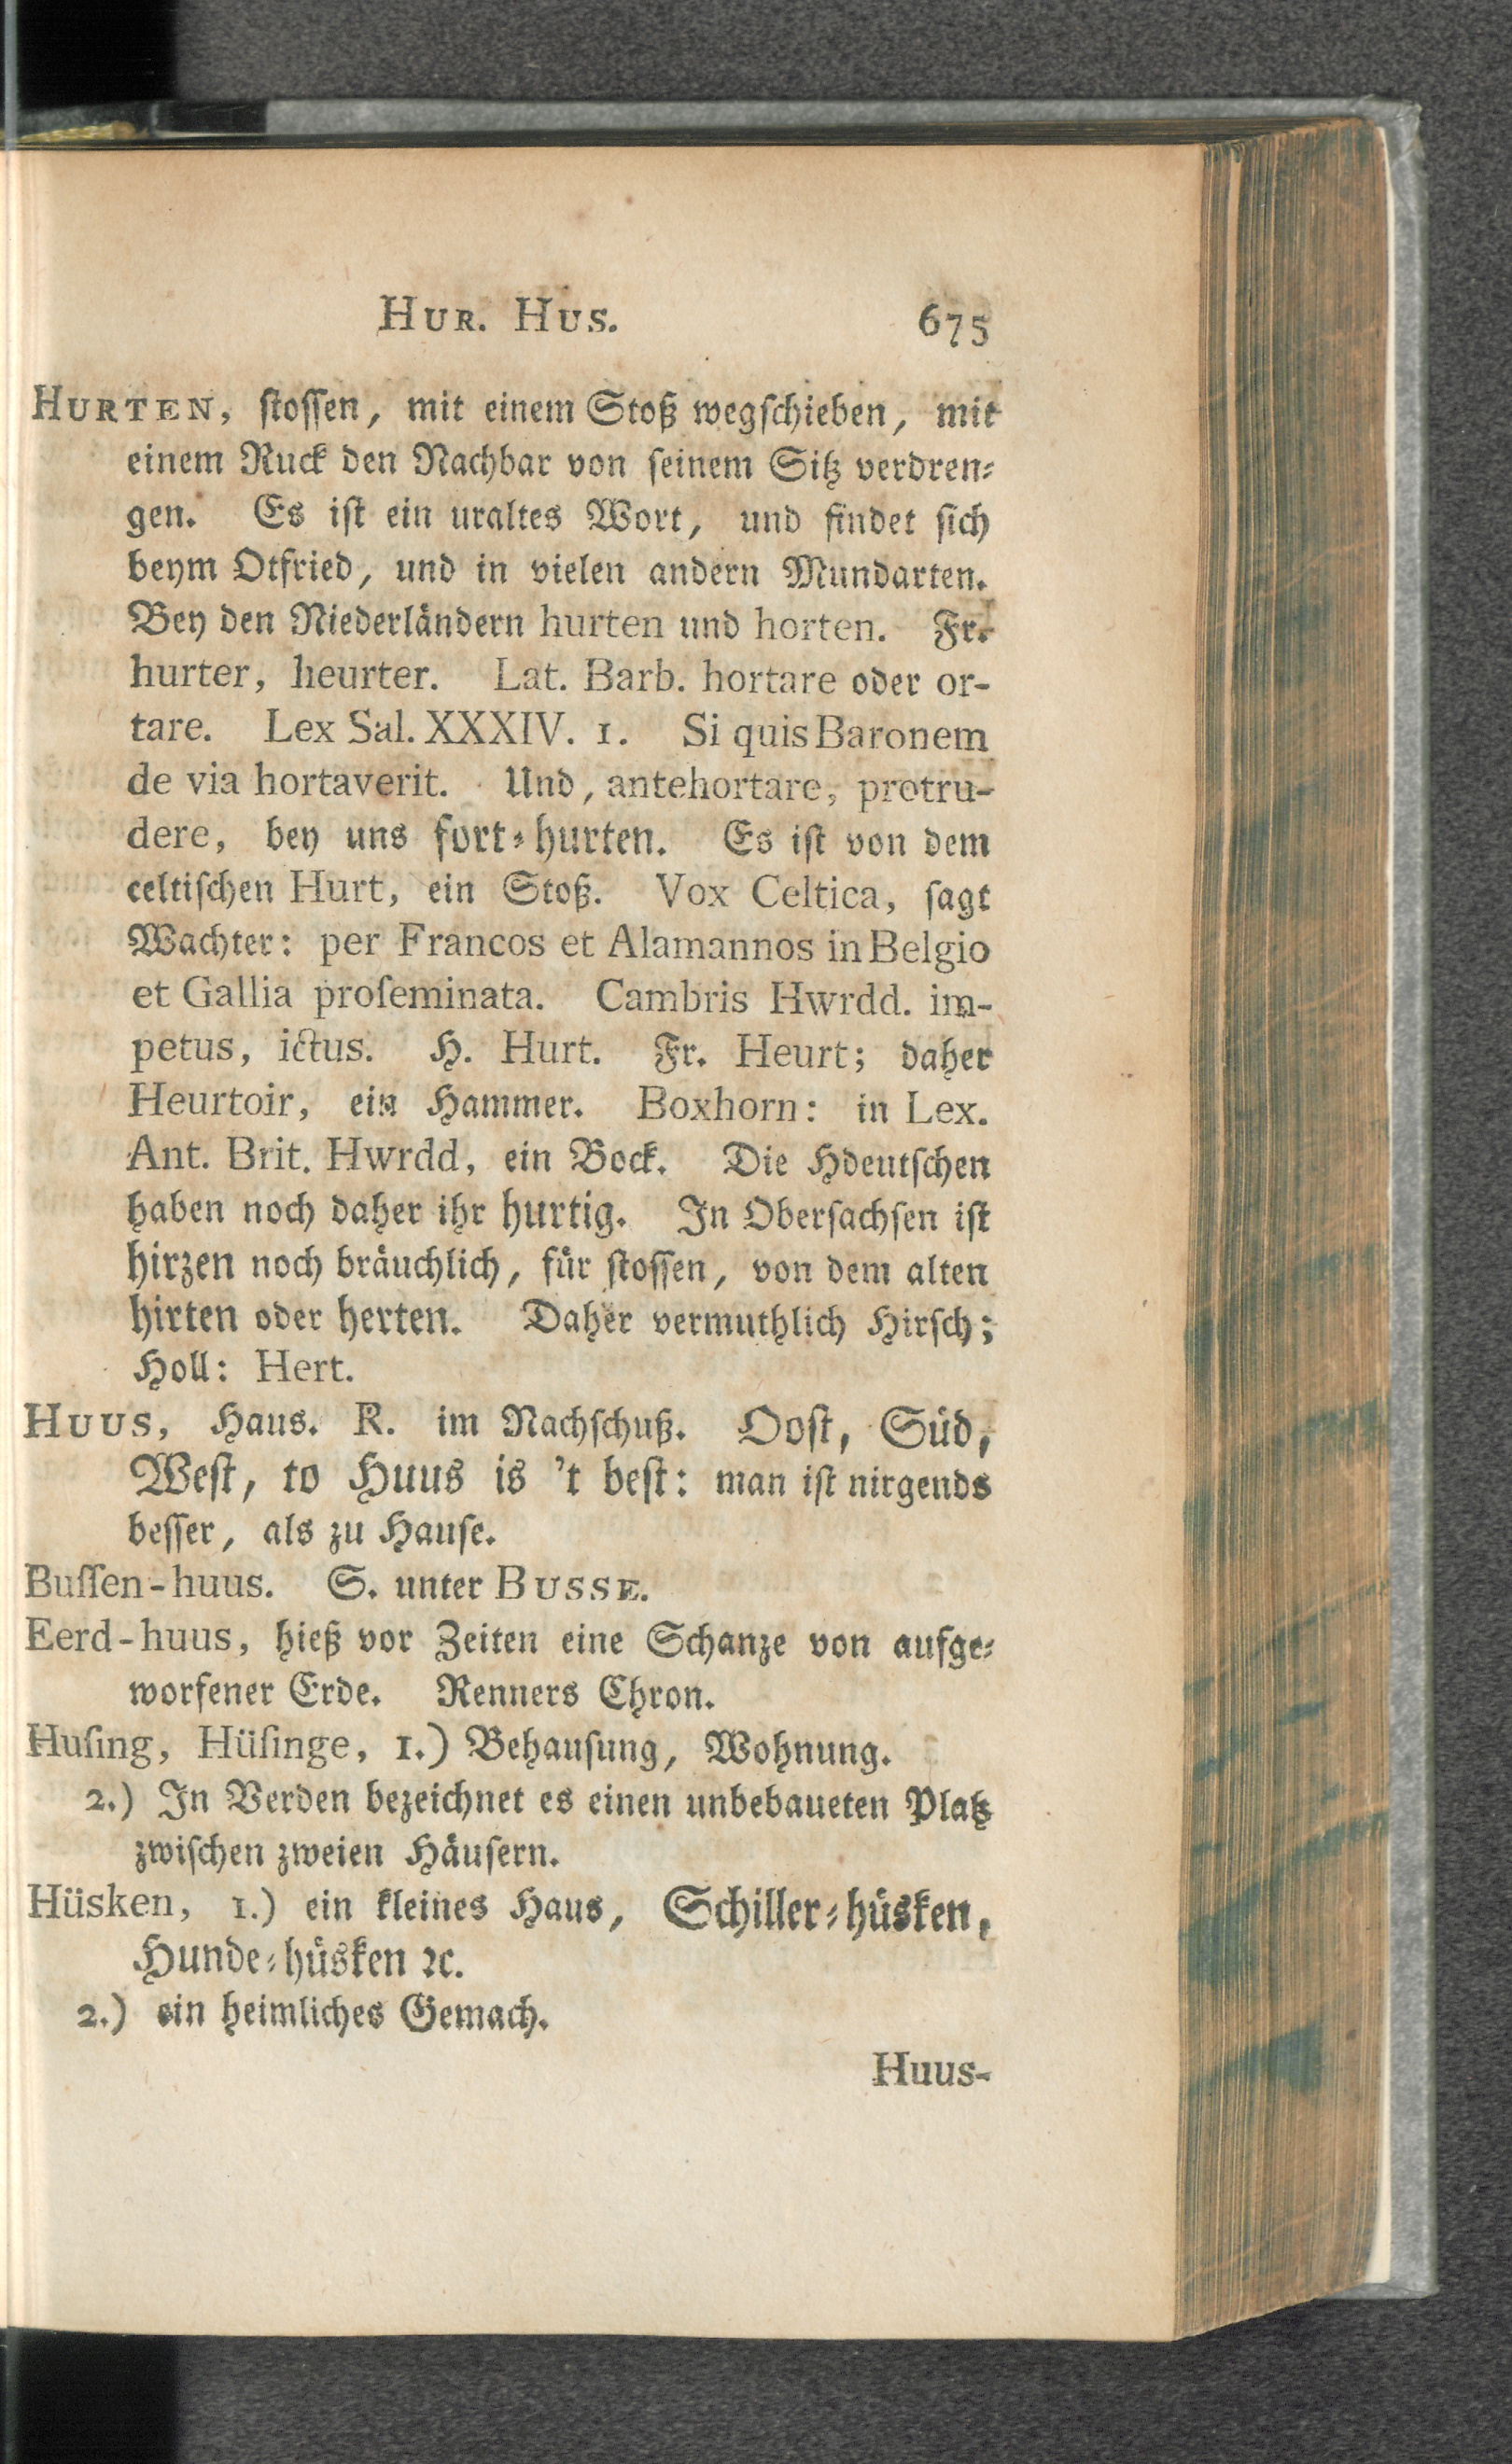 HUR. HUS. 675
HURTEN, stossen, mit einem Stoß wegschieben, mit
einem Ruck den Nachbar von seinem Sitz verdren⸗
gen. Es ist ein uraltes Wort, und findet sich
beym Otfried, und in vielen andern Mundarten.
Bey den Niederländern hurten und horten. Fr.
hurter, heurter. Lat. Barb. hortare oder or-
tare. Lex Sal. XXXIV. 1. Si quis Baronem
de via hortaverit. Und, antehortare, protru-
dere, bey uns fort⸗hurten. Es ist von dem
celtischen Hurt, ein Stoß. Vox Celtica, sagt
Wachter: per Francos et Alamannos in Belgio
et Gallia proſeminata. Cambris Hwrdd. im-
petus, ictus. H. Hurt. Fr. Heurt; daher
Heurtoir, ein Hammer. Boxhorn: in Lex.
Ant. Brit. Hwrdd, ein Bock. Die Hdeutschen
haben noch daher ihr hurtig. In Obersachsen ist
hirzen noch bräuchlich, für stossen, von dem alten
hirten oder herten. Daher vermuthlich Hirsch;
Holl: Hert.
HUUS, Haus. R. im Nachschuß. Oost, Süd,
West, to Huus is 't best: man ist nirgends
besser, als zu Hause.
Buſſen-huus. S. unter BUSSE.
Eerd-huus, hieß vor Zeiten eine Schanze von aufge⸗
worfener Erde. Renners Chron.
Huſing, Hüſinge, 1.) Behausung, Wohnung.
2.) In Verden bezeichnet es einen unbebaueten Platz
zwischen zweien Häusern.
Hüsken, 1.) ein kleines Haus, Schiller⸗hüsken,
Hunde⸗hüsken ꝛc.
2.) ein heimliches Gemach.
Huus-